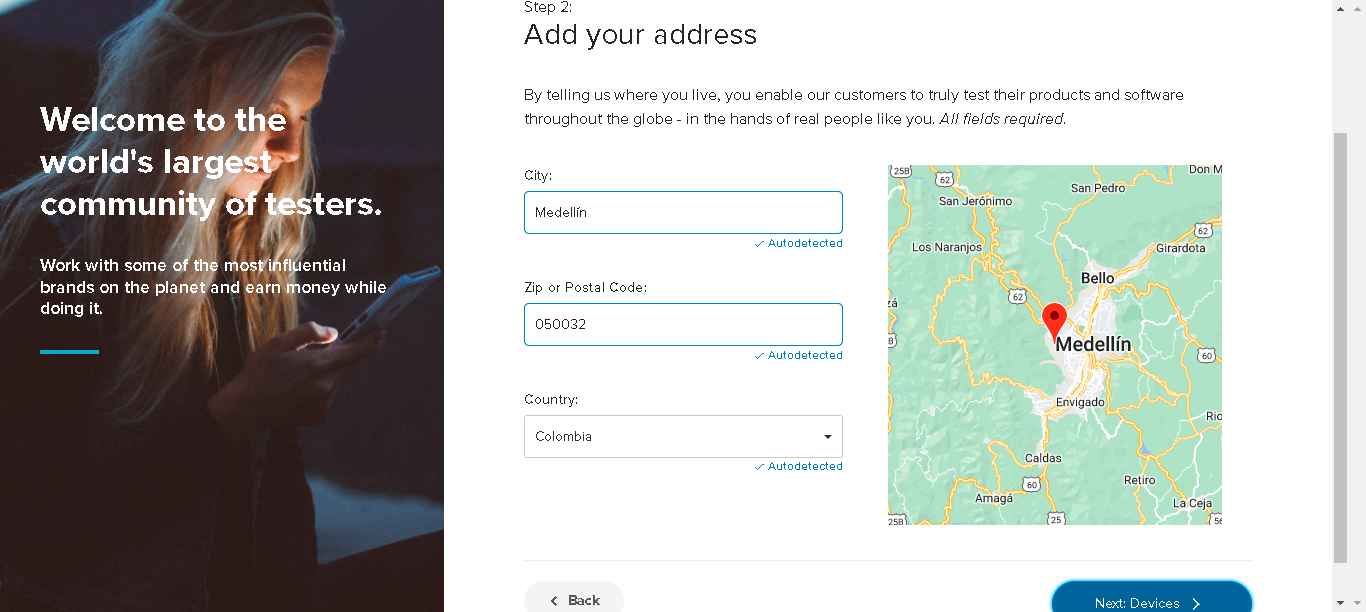 Welcome to the
world's largest
community of testers.
Work with some of the most influential
brands on the planet and earn money while
doing it.
Step 2:
Add your address
By telling us where you live, you enable our customers to truly test their products and software
throughout the globe - in the hands of real people like you. All fields required.
City:
Medellín
Autodetected
Zip or Postal Code:
050032
Autodetected
Country:
Colombia
Autodetected
25B
Don M
62
San Pedro
San Jerónimo
62
Los Naranjos
Girardota
Bello
62
zá
Medellín
B
60
Envigado
Rio
Caldas
60
Retiro
Amagá
La Ceja
25B
25
56
Back
Next: Devices